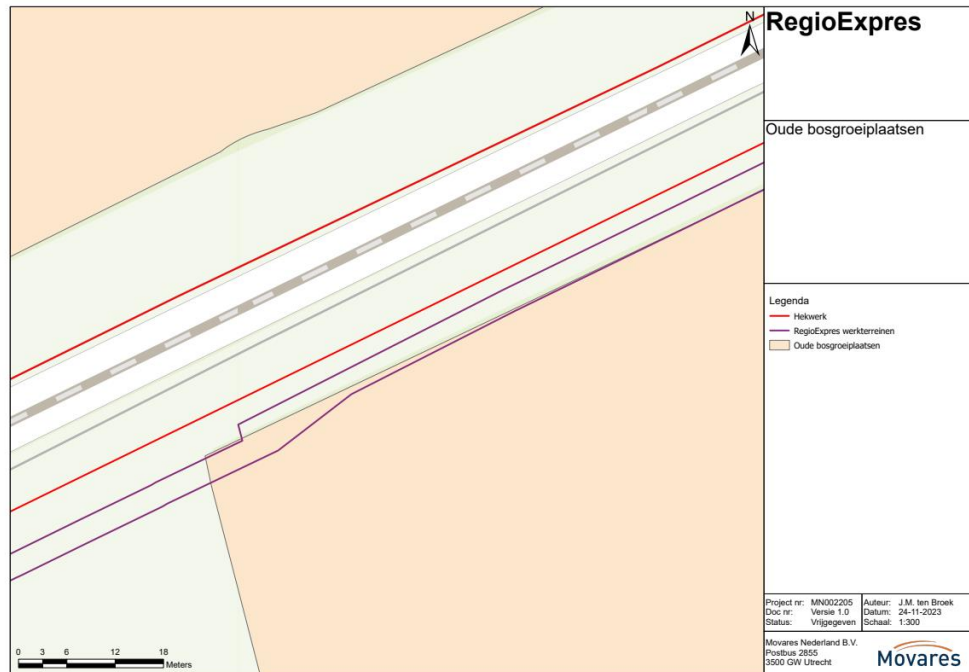 N
RegioExpres
Oude bosgroeiplaatsen
Legenda
Hekwerk
RegioExpres werkterreinen
Oude bosgroeiplaatsen
Project nr: MN002205 Auteur: J.M. ten Broek
Doc nr: Versie 1.0 Datum: 24-11-2023
Status: Vrijgegeven Schaal: 1:300
Movares Nederland B.V.
Postbus 2855
3500 GW Utrecht
Movares
0 3 6 12 18
Meters